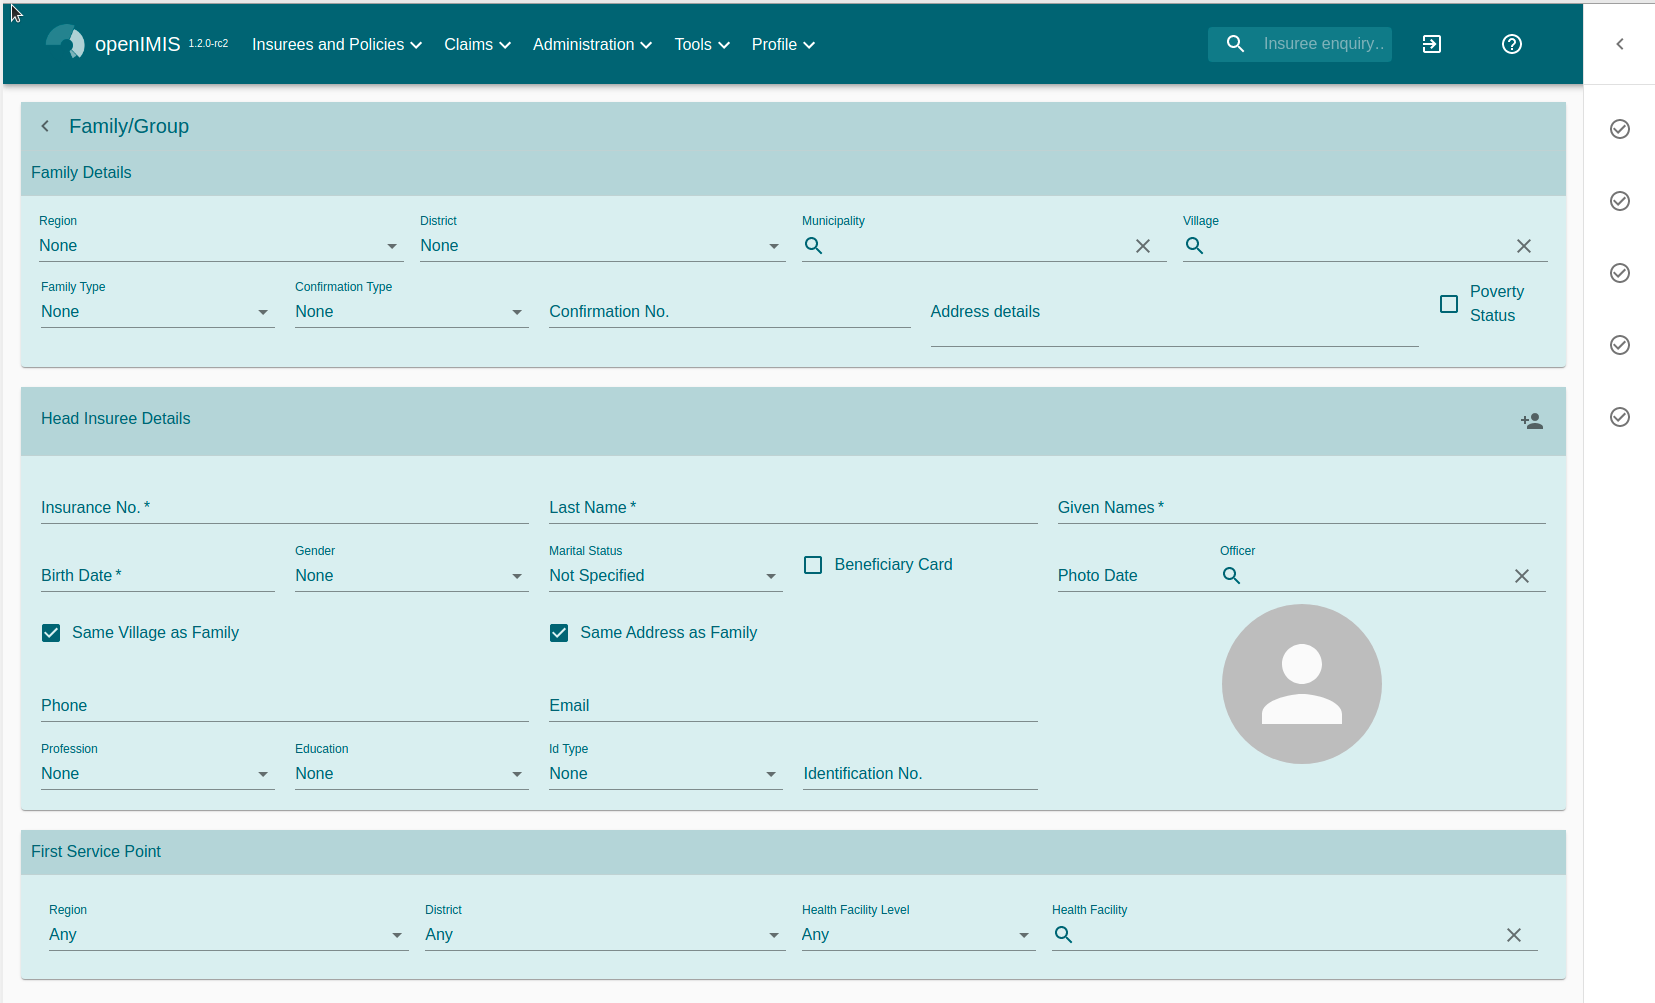 openIMIS 1.2.0-rc2 Insurees and Policies Claims Administration Tools Profile Insuree enquiry..
Family/Group
Family Details
Region District Municipality Village
None None
Family Type Confirmation Type
None None Confirmation No. Address details
Poverty
Status
Head Insuree Details
Insurance No. * Last Name * Given Names *
Gender Marital Status Officer
Birth Date * None Not Specified Beneficiary Card Photo Date
Same Village as Family Same Address as Family
Phone Email
Profession Education Id Type
None None None Identification No.
First Service Point
Region District Health Facility Level Health Facility
Any Any Any